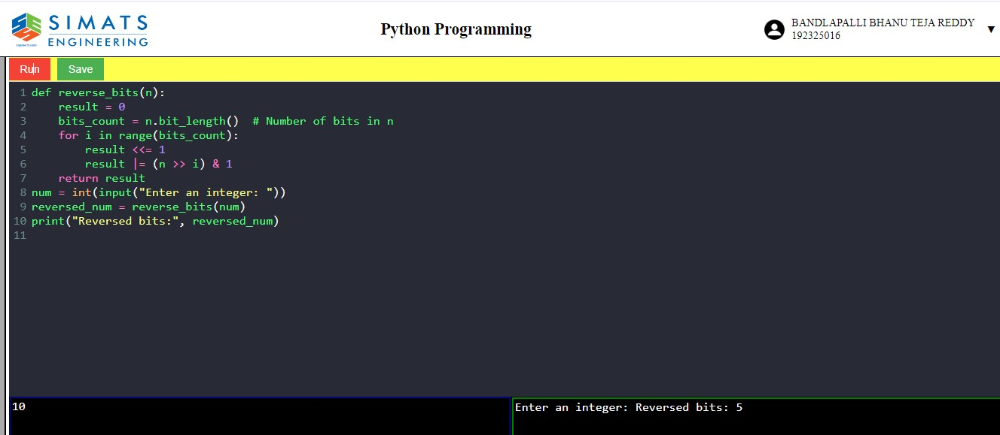 SIMATS
ENGINEERING
Python Programming
BANDLAPALLI BHANU TEJA REDDY
192325016
Run Save
1 def reverse_bits(n):
2     result = 0
3     bits_count = n.bit_length()  # Number of bits in n
4     for i in range(bits_count):
5         result <<= 1
6         result |= (n >> i) & 1
7     return result
8 num = int(input("Enter an integer: "))
9 reversed_num = reverse_bits(num)
10 print("Reversed bits:", reversed_num)
11
10
Enter an integer: Reversed bits: 5